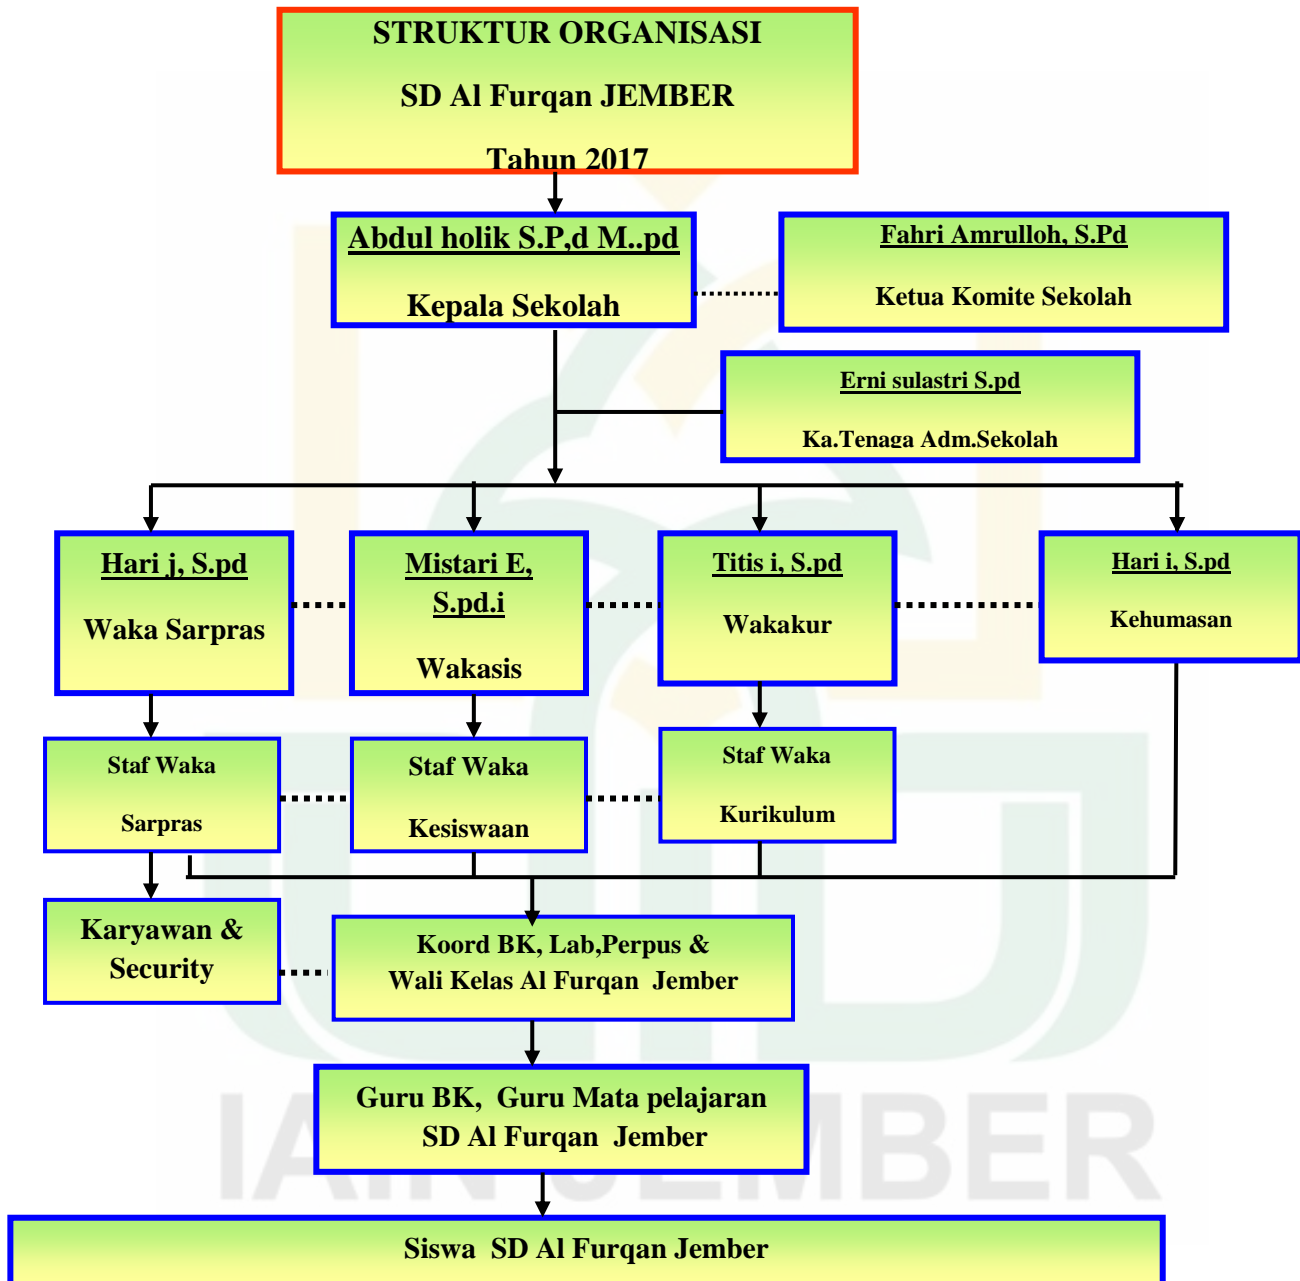 STRUKTUR ORGANISASI
SD Al Furqan JEMBER
Tahun 2017
Abdul holik S.P,d M..pd
Kepala Sekolah
Fahri Amrulloh, S.Pd
Ketua Komite Sekolah
Erni sulastri S.pd
Ka.Tenaga Adm.Sekolah
Hari j, S.pd
Waka Sarpras
Mistari E,
S.pd.i
Wakasis
Titis i, S.pd
Wakakur
Hari i, S.pd
Kehumasan
Staf Waka
Sarpras
Staf Waka
Kesiswaan
Staf Waka
Kurikulum
Karyawan &
Security
Koord BK, Lab,Perpus &
Wali Kelas Al Furqan  Jember
Guru BK,  Guru Mata pelajaran
SD Al Furqan  Jember
Siswa  SD Al Furqan Jember
IAIN JEMBER